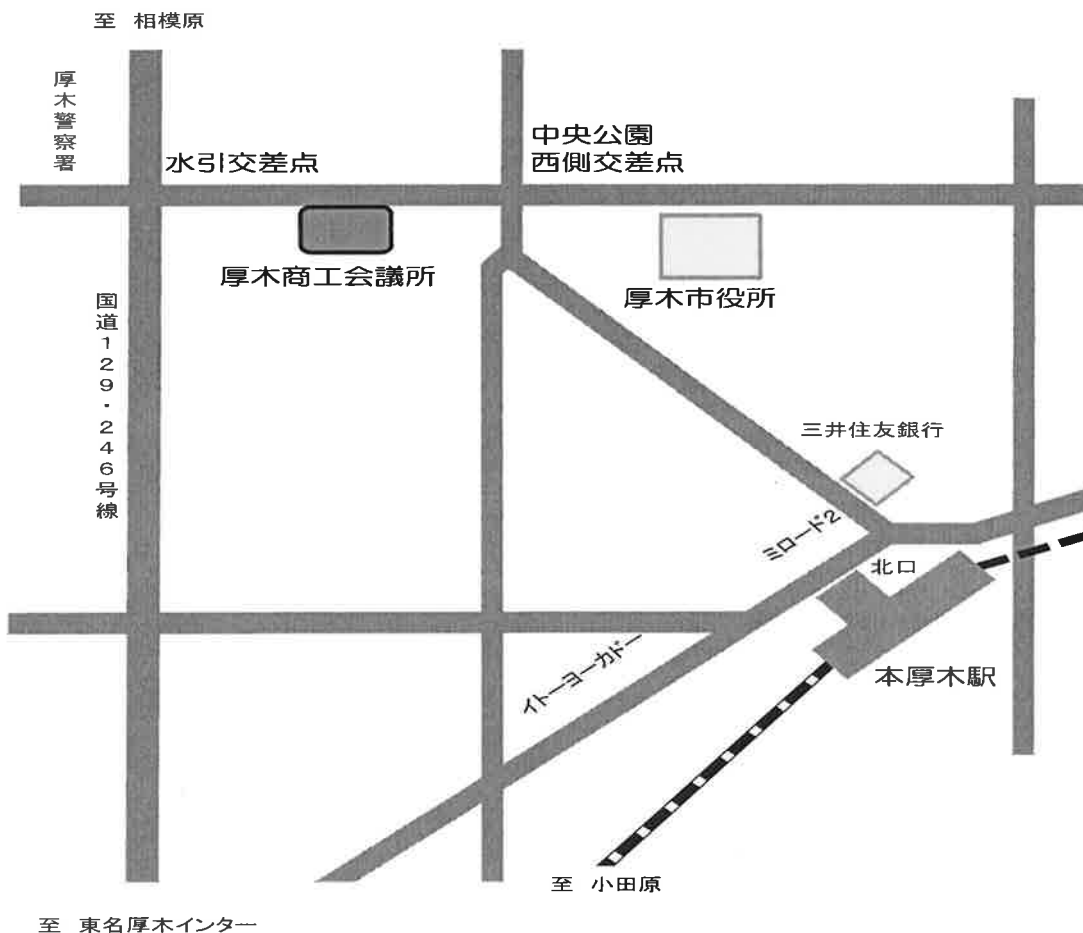 至 相模原
厚木警察署
水引交差点
中央公園
西側交差点
厚木商工会議所
厚木市役所
国道129・246号線
三井住友銀行
ミロード2
北口
イトーヨーカドー
本厚木駅
至 小田原
至 東名厚木インター